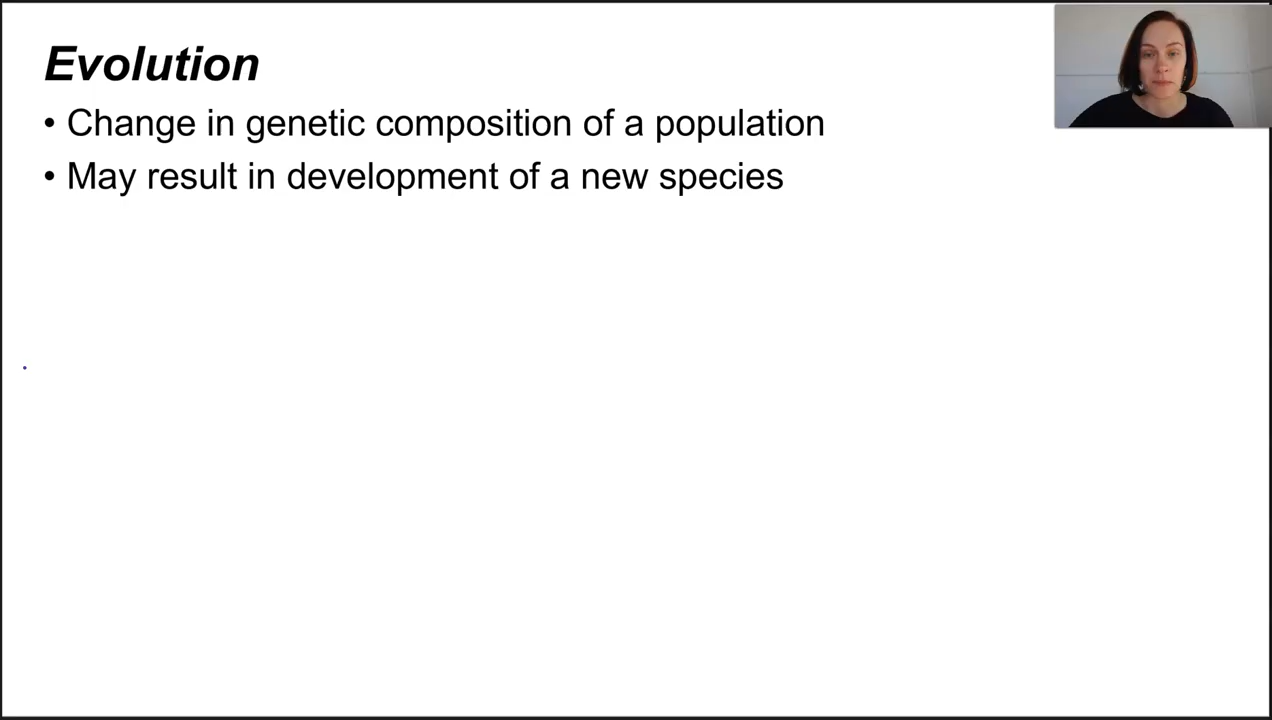 Evolution
• Change in genetic composition of a population
• May result in development of a new species